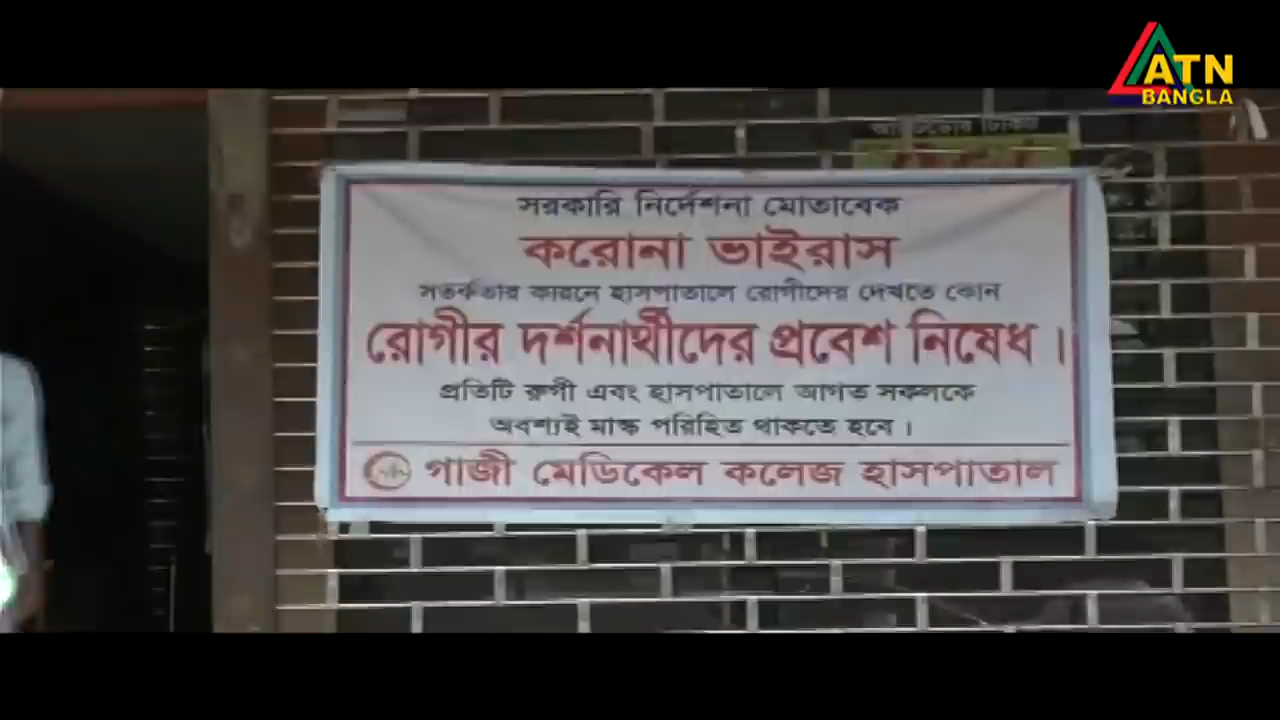 ATN
BANGLA
সরকারি নির্দেশনা মোতাবেক
করোনা ভাইরাস
সতর্কতার কারনে হাসপাতালে রোগীদের দেখতে কোন
রোগীর দর্শনার্থীদের প্রবেশ নিষেধ।
প্রতিটি রুগী এবং হাসপাতালে আগত সকলকে
অবশ্যই মাস্ক পরিহিত থাকতে হবে।
গাজী মেডিকেল কলেজ হাসপাতাল